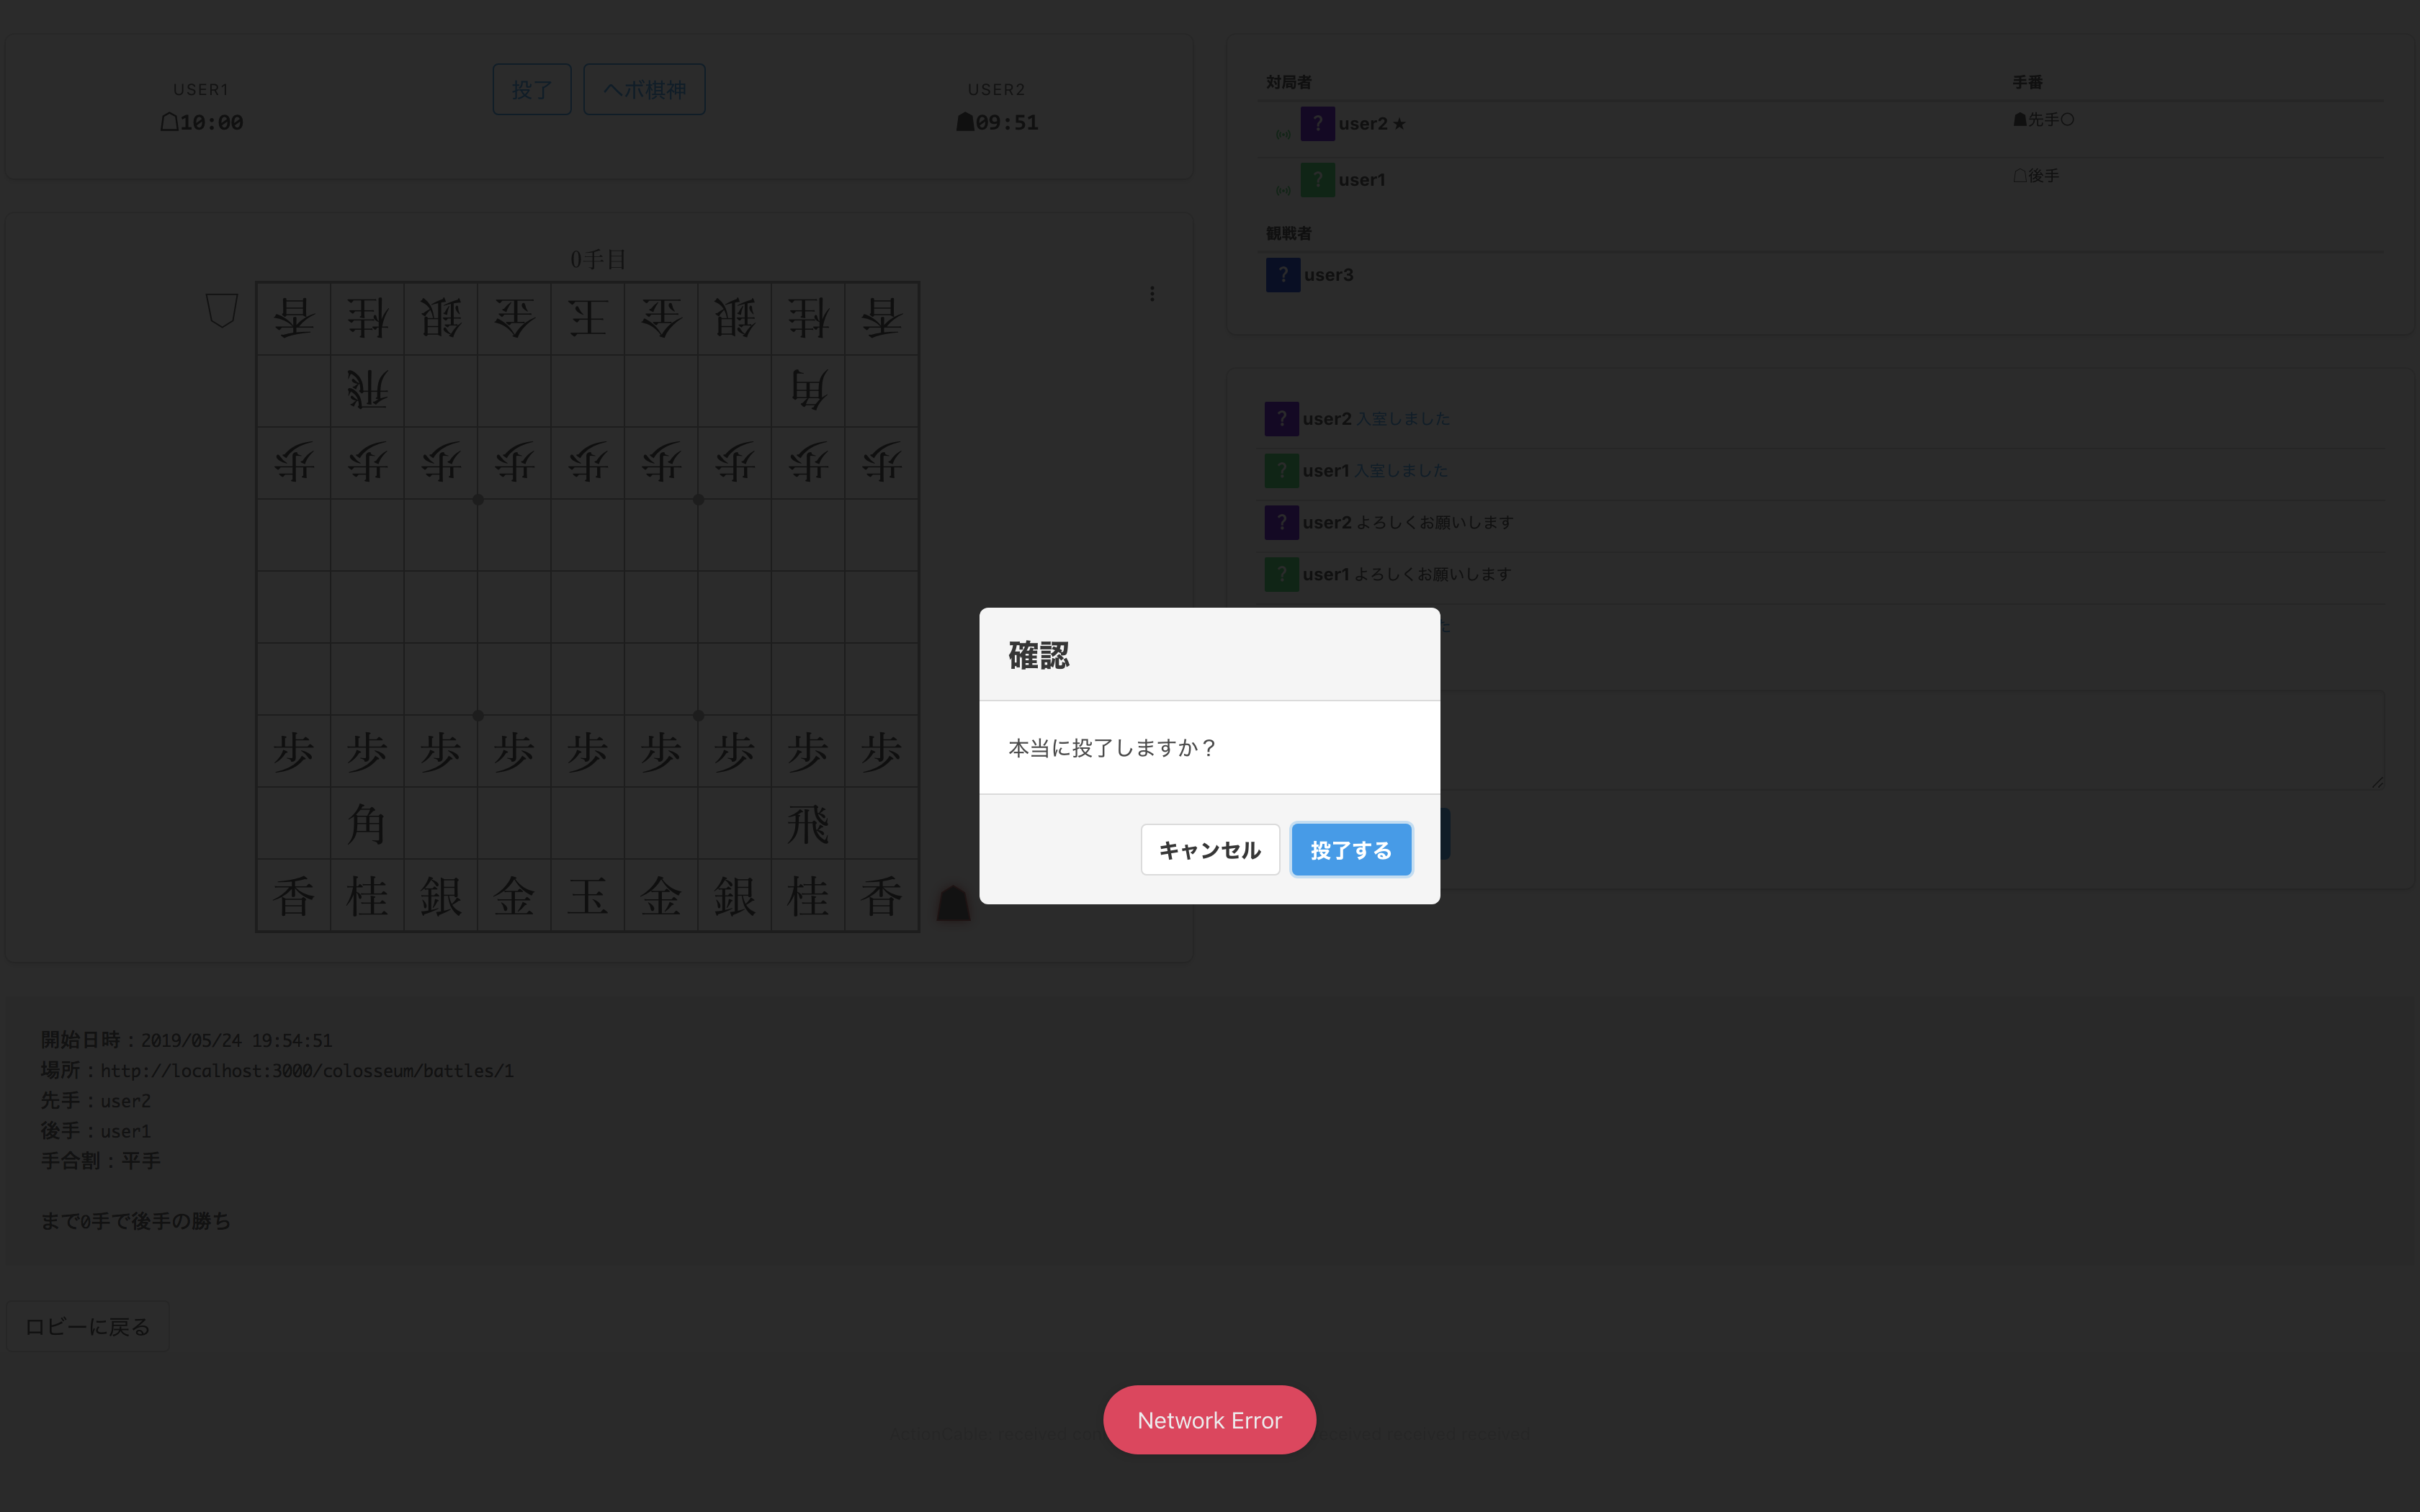 USER1
10:00
投了
ヘボ棋神
USER2
09:51
0手目
香桂銀金玉金銀桂香
飛角
歩歩歩歩歩歩歩歩歩
歩歩歩歩歩歩歩歩歩
角飛
香桂銀金玉金銀桂香
対局者 手番
? user2 ★ 先手○
? user1 後手
観戦者
? user3
? user2 入室しました
? user1 入室しました
? user2 よろしくお願いします
? user1 よろしくお願いします
た
確認
本当に投了しますか？
キャンセル
投了する
開始日時：2019/05/24 19:54:51
場所：http://localhost:3000/colosseum/battles/1
先手：user2
後手：user1
手合割：平手
まで0手で後手の勝ち
ロビーに戻る
Network Error